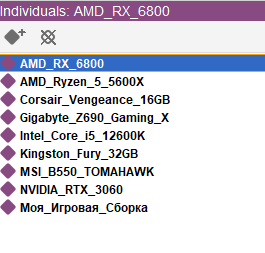 Individuals: AMD_RX_6800
AMD_RX_6800
AMD_Ryzen_5_5600X
Corsair_Vengeance_16GB
Gigabyte_Z690_Gaming_X
Intel_Core_i5_12600K
Kingston_Fury_32GB
MSI_B550_TOMAHAWK
NVIDIA_RTX_3060
Моя_Игровая_Сборка